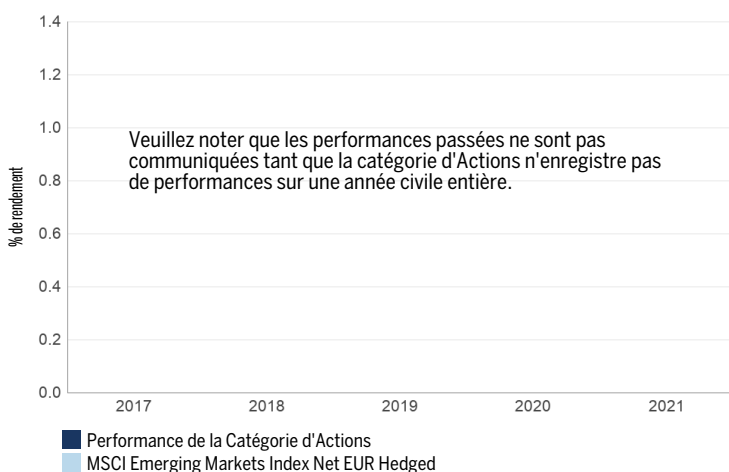 1.4
1.2
1.0
Veuillez noter que les performances passées ne sont pas
communiquées tant que la catégorie d'Actions n'enregistre pas
de performances sur une année civile entière.
0.8
% de rendement
0.6
0.4
0.2
0.0
2017 2018 2019 2020 2021
Performance de la Catégorie d'Actions
MSCI Emerging Markets Index Net EUR Hedged